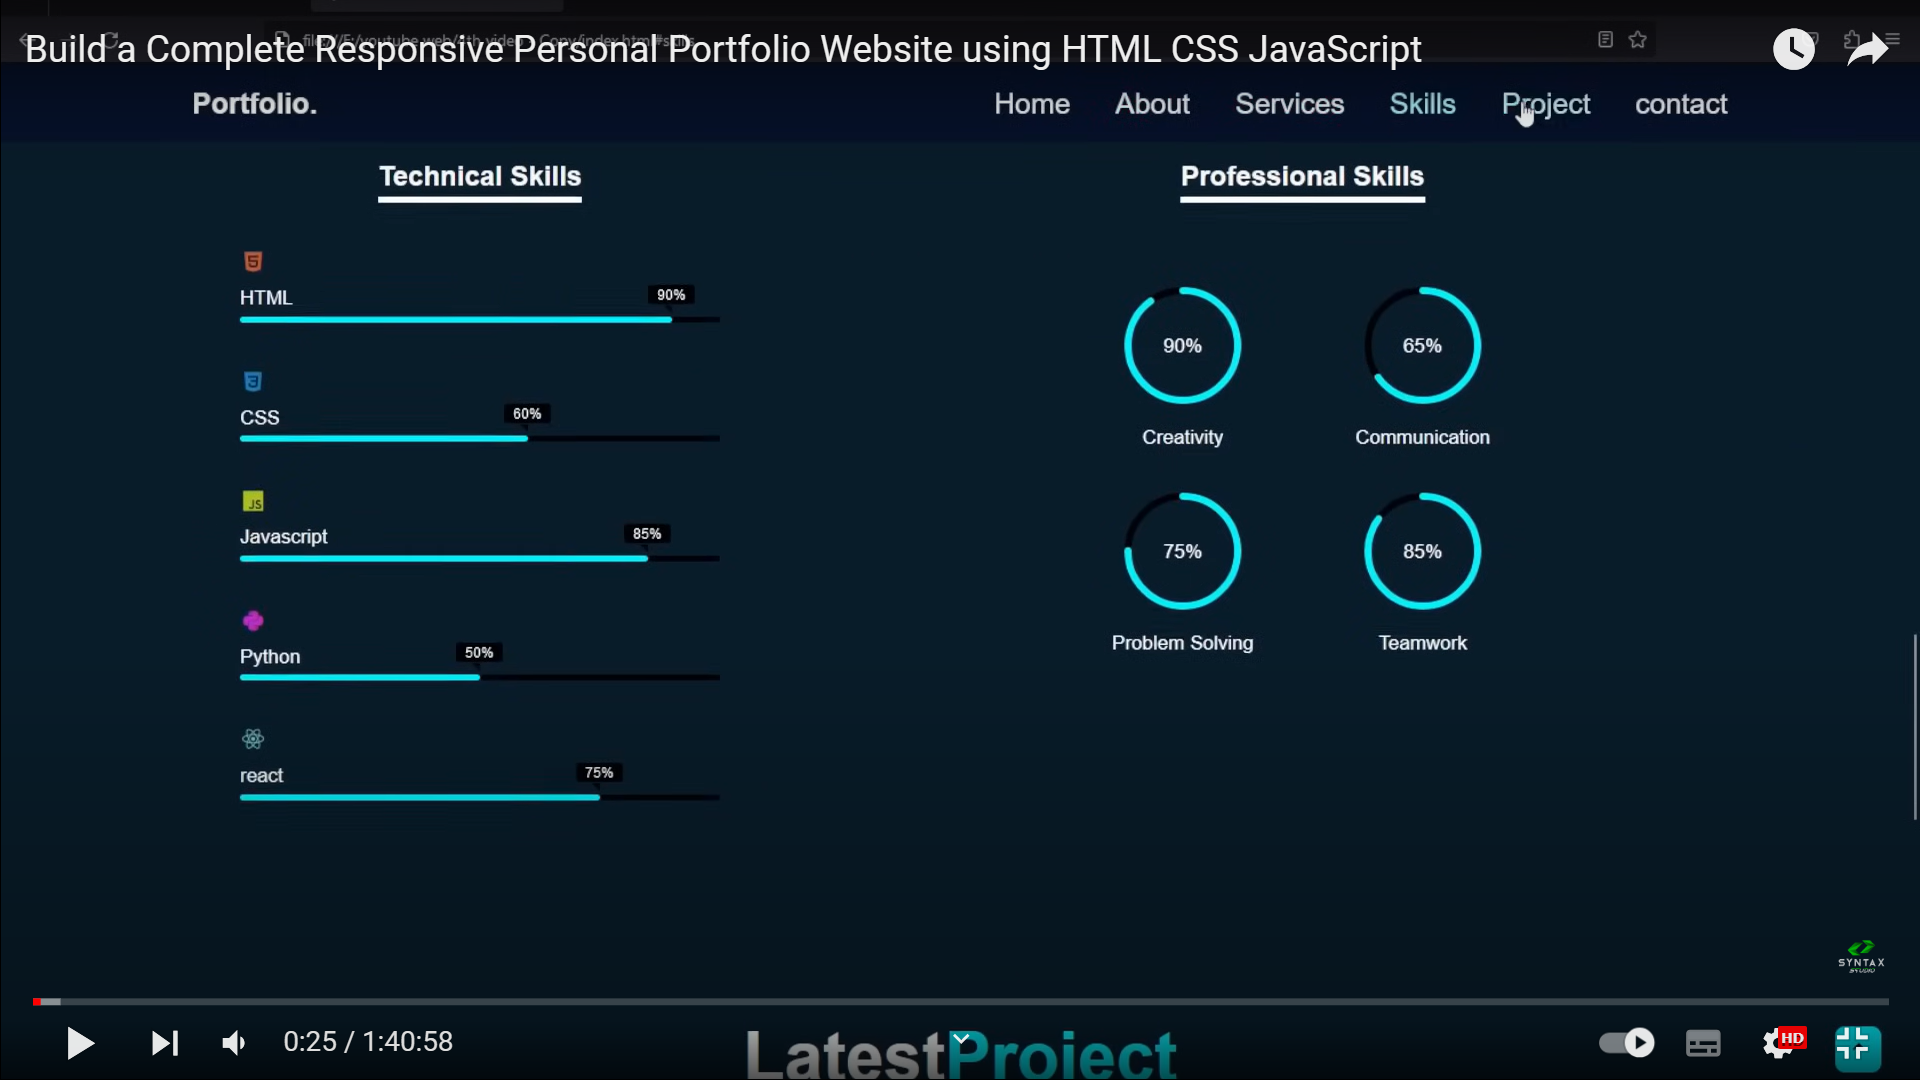 Build a Complete Responsive Personal Portfolio Website using HTML CSS JavaScript
Portfolio.
Home About Services Skills Project contact
Technical Skills
HTML
90%
CSS
60%
JS
Javascript
85%
Python
50%
react
75%
Professional Skills
90% 65%
Creativity Communication
75% 85%
Problem Solving Teamwork
SYNTAX
STUDIO
0:25 / 1:40:58
LatestProject
HD